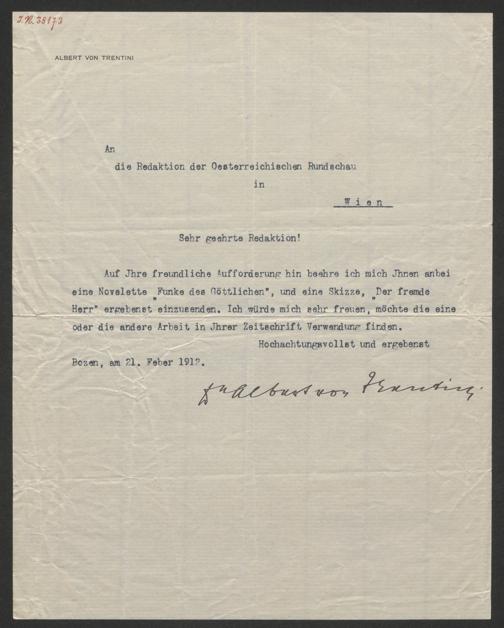 J.N. 38173
ALBERT VON TRENTINI
An
die Redaktion der Oesterreichischen Rundschau
in
Wien
Sehr geehrte Redaktion!
Auf Jhre freundliche Aufforderung hin beehre ich mich Jhnen anbei
eine Novelette „Funke des Göttlichen", und eine Skizze, „Der fremde
Herr" ergebenst einzusenden. Ich würde mich sehr freuen, möchte die eine
oder die andere Arbeit in Jhrer Zeitschrift Verwendung finden.
Hochachtungsvollst und ergebenst
Bozen, am 21. Feber 1912.
Dr Albert von Trentini